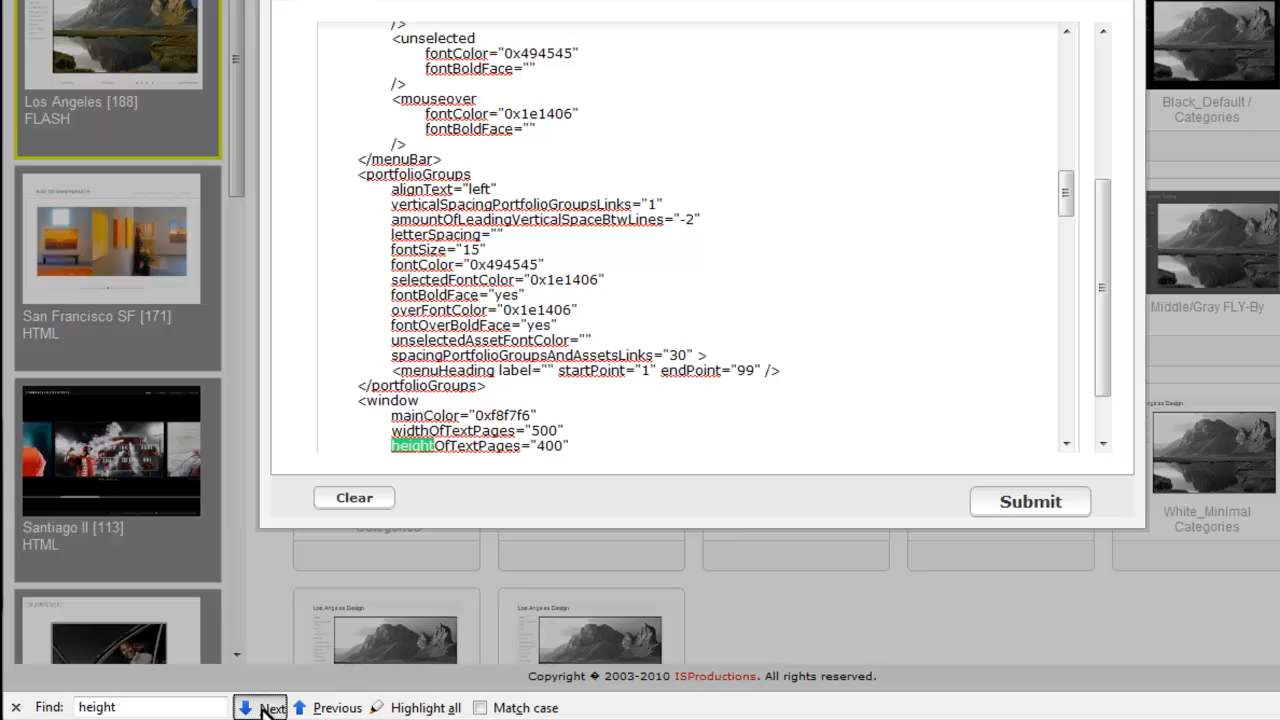 />
<unselected
fontColor="0x494545"
fontBoldFace=""
/>
<mouseover
fontColor="0x1e1406"
fontBoldFace=""
/>
</menuBar>
<portfolioGroups
alignText="left"
verticalSpacingPortfolioGroupsLinks="1"
amountOfLeadingVerticalSpaceBtwLines="-2"
letterSpacing=""
fontSize="15"
fontColor="0x494545"
selectedFontColor="0x1e1406"
fontBoldFace="yes"
overFontColor="0x1e1406"
fontOverBoldFace="yes"
unselectedAssetFontColor=""
spacingPortfolioGroupsAndAssetsLinks="30" >
<menuHeading label="" startPoint="1" endPoint="99" />
</portfolioGroups>
<window
mainColor="0xf8f7f6"
widthOfTextPages="500"
heightOfTextPages="400"
Clear
Submit
Los Angeles [188]
FLASH
San Francisco SF [171]
HTML
Santiago II [113]
HTML
Black_Default /
Categories
Middle/Gray FLY-By
White_Minimal
Categories
Categories
Los Angeles Design
Los Angeles Design
Copyright � 2003-2010 ISProductions. All rights reserved.
Find: height Next Previous Highlight all Match case